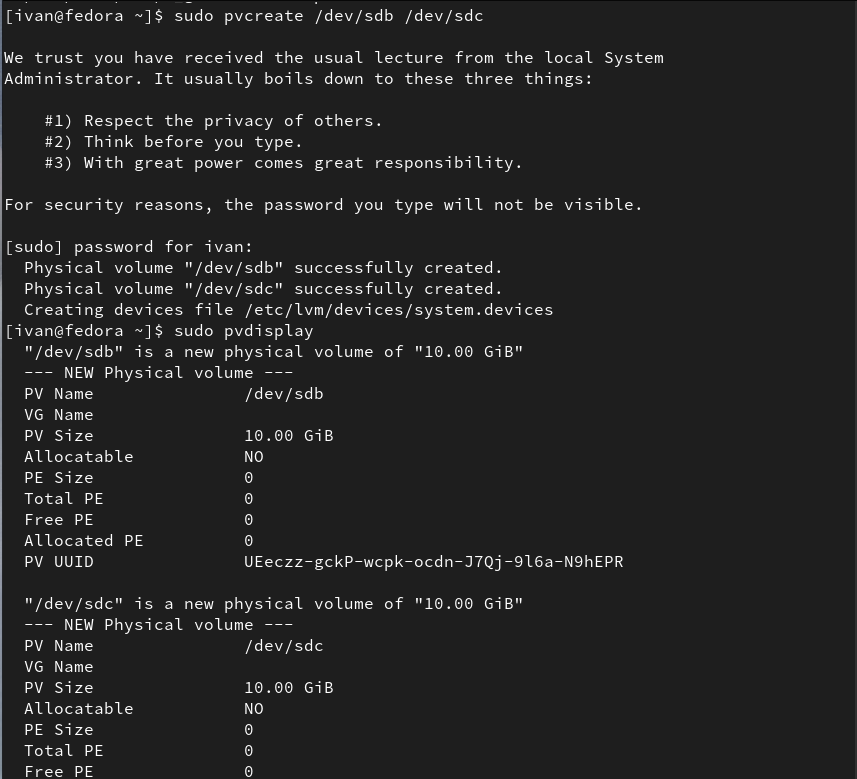 [ivan@fedora ~]$ sudo pvcreate /dev/sdb /dev/sdc
We trust you have received the usual lecture from the local System
Administrator. It usually boils down to these three things:
#1) Respect the privacy of others.
#2) Think before you type.
#3) With great power comes great responsibility.
For security reasons, the password you type will not be visible.
[sudo] password for ivan:
Physical volume "/dev/sdb" successfully created.
Physical volume "/dev/sdc" successfully created.
Creating devices file /etc/lvm/devices/system.devices
[ivan@fedora ~]$ sudo pvdisplay
"/dev/sdb" is a new physical volume of "10.00 GiB"
--- NEW Physical volume ---
PV Name               /dev/sdb
VG Name
PV Size               10.00 GiB
Allocatable           NO
PE Size               0
Total PE              0
Free PE               0
Allocated PE          0
PV UUID               UEeczz-gckP-wcpk-ocdn-J7Qj-9l6a-N9hEPR
"/dev/sdc" is a new physical volume of "10.00 GiB"
--- NEW Physical volume ---
PV Name               /dev/sdc
VG Name
PV Size               10.00 GiB
Allocatable           NO
PE Size               0
Total PE              0
Free PE               0